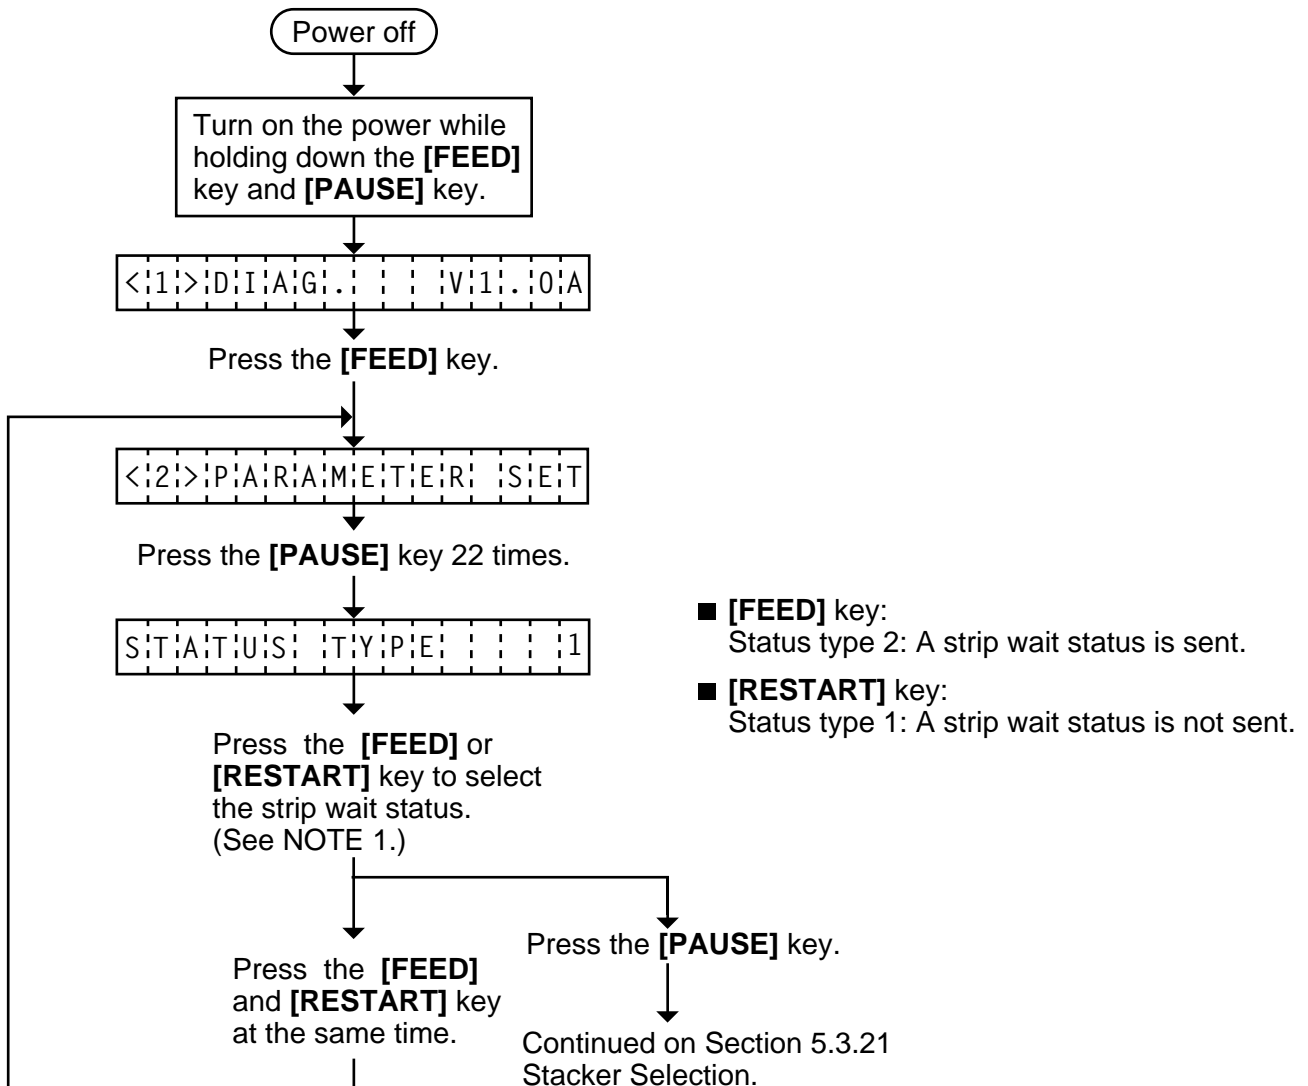 Power off
Turn on the power while
holding down the [FEED]
key and [PAUSE] key.
<1>DIAG.    V1.0A
Press the [FEED] key.
<2>PARAMETER SET
Press the [PAUSE] key 22 times.
STATUS TYPE    1
■ [FEED] key:
Status type 2: A strip wait status is sent.
■ [RESTART] key:
Status type 1: A strip wait status is not sent.
Press the [FEED] or
[RESTART] key to select
the strip wait status.
(See NOTE 1.)
Press the [FEED]
and [RESTART] key
at the same time.
Press the [PAUSE] key.
Continued on Section 5.3.21
Stacker Selection.